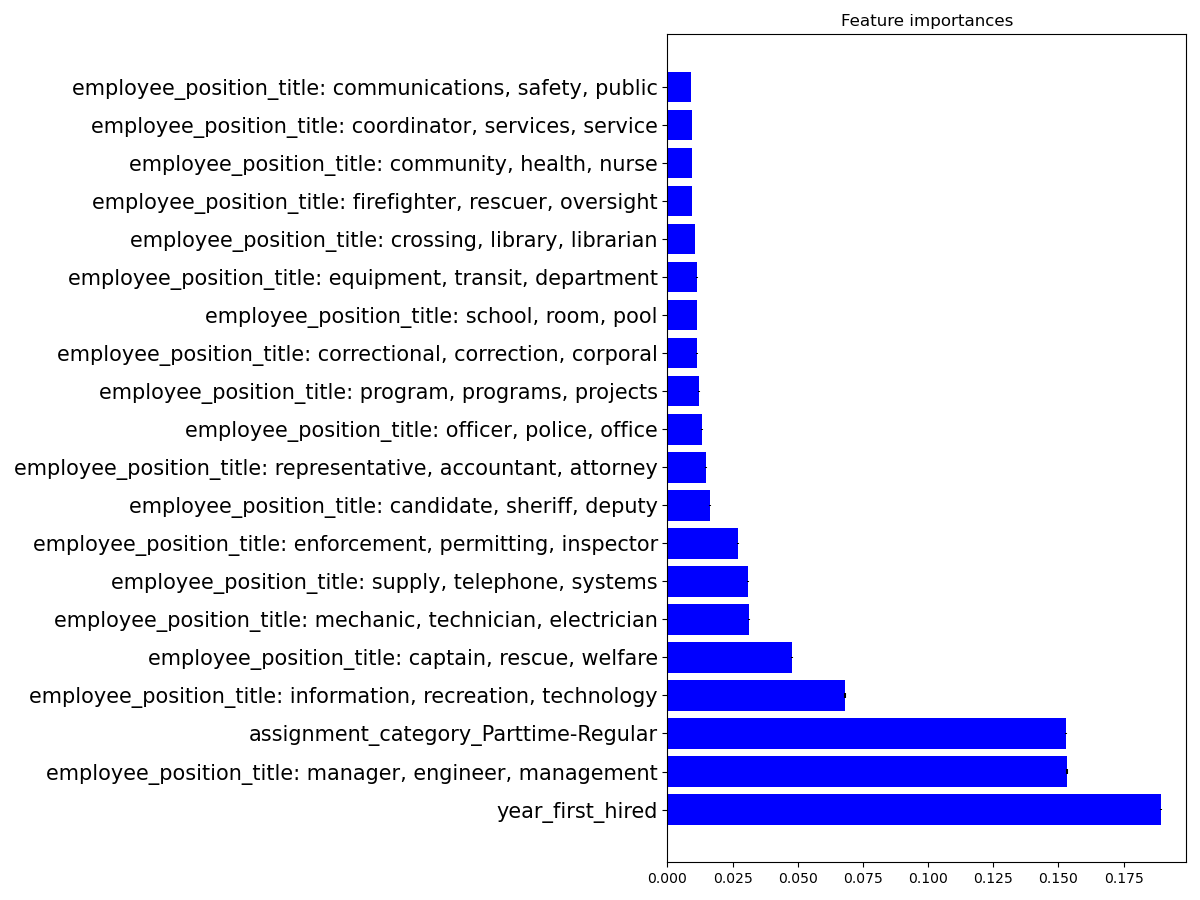 Feature importances
employee_position_title: communications, safety, public
employee_position_title: coordinator, services, service
employee_position_title: community, health, nurse
employee_position_title: firefighter, rescuer, oversight
employee_position_title: crossing, library, librarian
employee_position_title: equipment, transit, department
employee_position_title: school, room, pool
employee_position_title: correctional, correction, corporal
employee_position_title: program, programs, projects
employee_position_title: officer, police, office
employee_position_title: representative, accountant, attorney
employee_position_title: candidate, sheriff, deputy
employee_position_title: enforcement, permitting, inspector
employee_position_title: supply, telephone, systems
employee_position_title: mechanic, technician, electrician
employee_position_title: captain, rescue, welfare
employee_position_title: information, recreation, technology
assignment_category_Parttime-Regular
employee_position_title: manager, engineer, management
year_first_hired
0.000 0.025 0.050 0.075 0.100 0.125 0.150 0.175